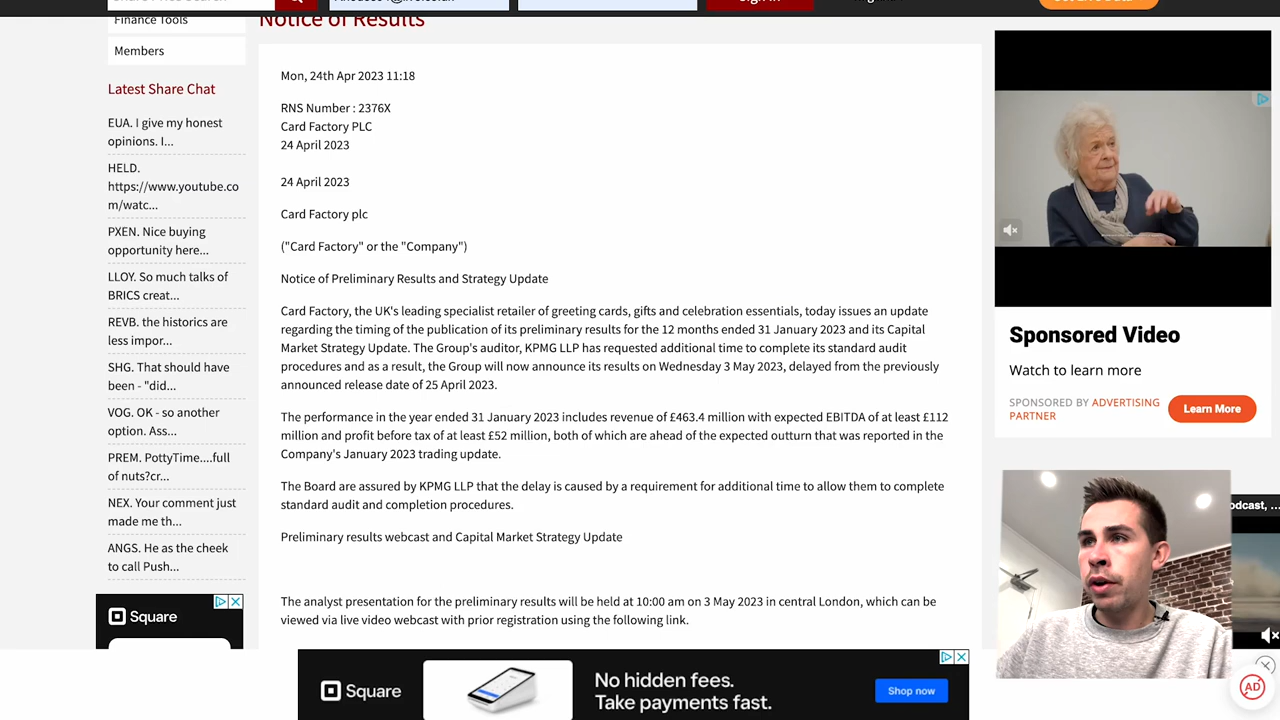 Sign In
Finance Tools
Members
Latest Share Chat
EUA. I give my honest
opinions. I...
HELD.
https://www.youtube.co
m/watc...
PXEN. Nice buying
opportunity here...
LLOY. So much talks of
BRICS creat...
REVB. the historics are
less impor...
SHG. That should have
been - "did...
VOG. OK - so another
option. Ass...
PREM. PottyTime....full
of nuts?cr...
NEX. Your comment just
made me th...
ANGS. He as the cheek
to call Push...
Square
Notice of Results
Mon, 24th Apr 2023 11:18
RNS Number : 2376X
Card Factory PLC
24 April 2023
24 April 2023
Card Factory plc
("Card Factory" or the "Company")
Notice of Preliminary Results and Strategy Update
Card Factory, the UK's leading specialist retailer of greeting cards, gifts and celebration essentials, today issues an update
regarding the timing of the publication of its preliminary results for the 12 months ended 31 January 2023 and its Capital
Market Strategy Update. The Group's auditor, KPMG LLP has requested additional time to complete its standard audit
procedures and as a result, the Group will now announce its results on Wednesday 3 May 2023, delayed from the previously
announced release date of 25 April 2023.
The performance in the year ended 31 January 2023 includes revenue of £463.4 million with expected EBITDA of at least £112
million and profit before tax of at least £52 million, both of which are ahead of the expected outturn that was reported in the
Company's January 2023 trading update.
The Board are assured by KPMG LLP that the delay is caused by a requirement for additional time to allow them to complete
standard audit and completion procedures.
Preliminary results webcast and Capital Market Strategy Update
The analyst presentation for the preliminary results will be held at 10:00 am on 3 May 2023 in central London, which can be
viewed via live video webcast with prior registration using the following link.
Sponsored Video
Watch to learn more
SPONSORED BY ADVERTISING
PARTNER
Learn More
odcast, ...
Square
No hidden fees.
Take payments fast.
Shop now
AD